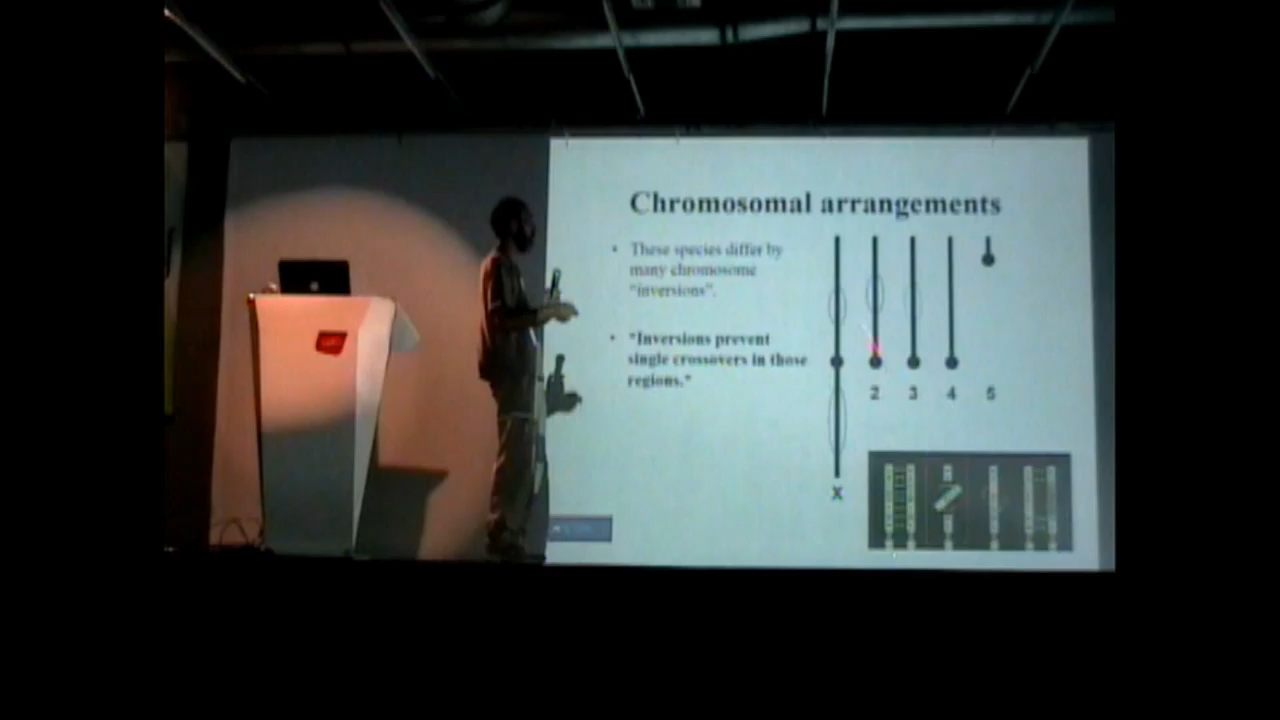 Chromosomal arrangements
• These species differ by
many chromosome
"inversions".
• *Inversions prevent
single crossovers in those
regions.*
2 3 4 5
X